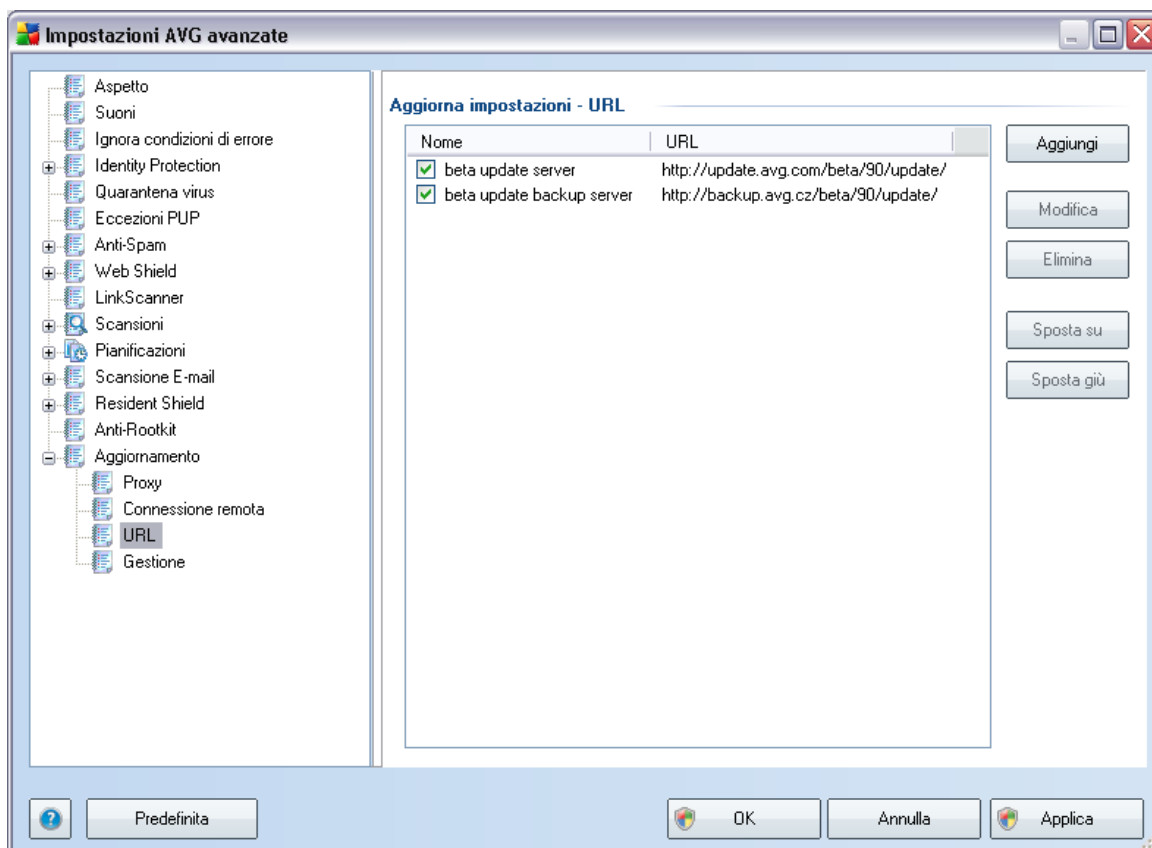 Impostazioni AVG avanzate
Aspetto
Suoni
Ignora condizioni di errore
Identity Protection
Quarantena virus
Eccezioni PUP
Anti-Spam
Web Shield
LinkScanner
Scansioni
Pianificazioni
Scansione E-mail
Resident Shield
Anti-Rootkit
Aggiornamento
Proxy
Connessione remota
URL
Gestione
Aggiorna impostazioni - URL
Nome URL
beta update server http://update.avg.com/beta/90/update/
beta update backup server http://backup.avg.cz/beta/90/update/
Aggiungi
Modifica
Elimina
Sposta su
Sposta giù
Predefinita
OK
Annulla
Applica